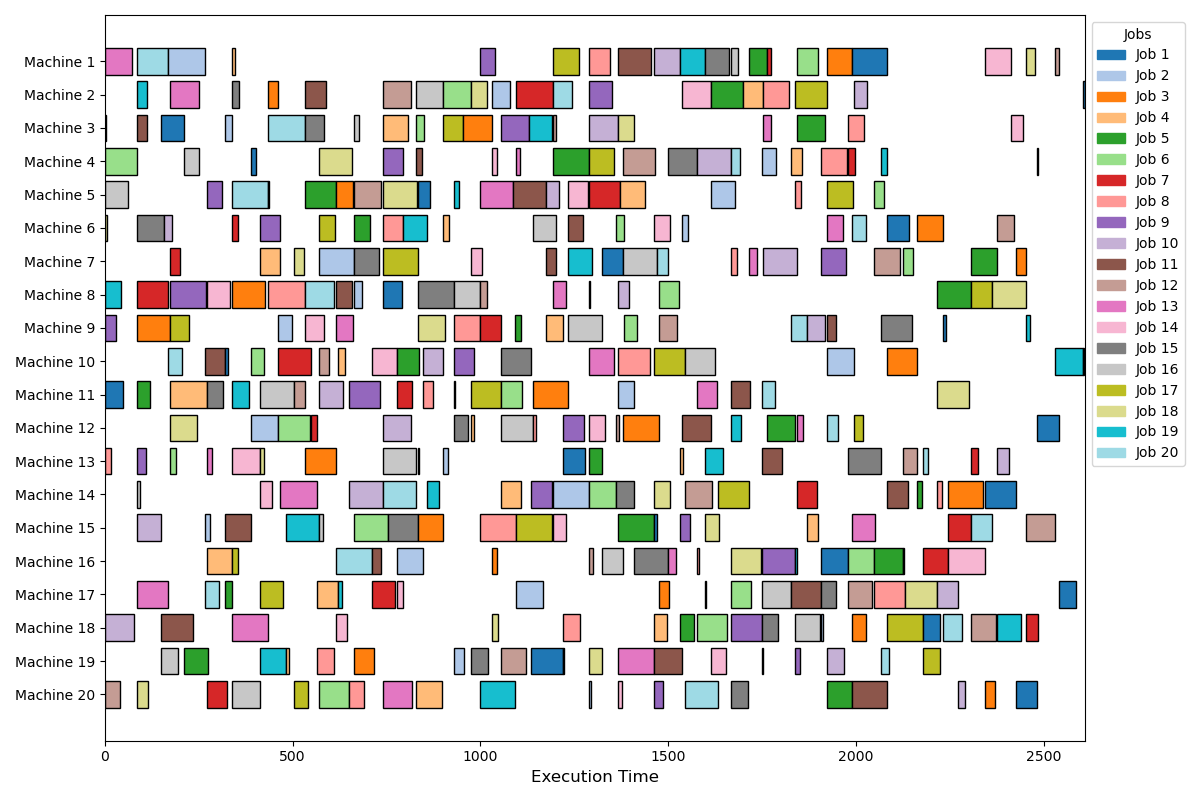 Machine 1
Machine 2
Machine 3
Machine 4
Machine 5
Machine 6
Machine 7
Machine 8
Machine 9
Machine 10
Machine 11
Machine 12
Machine 13
Machine 14
Machine 15
Machine 16
Machine 17
Machine 18
Machine 19
Machine 20
0 500 1000 1500 2000 2500
Execution Time
Jobs
Job 1
Job 2
Job 3
Job 4
Job 5
Job 6
Job 7
Job 8
Job 9
Job 10
Job 11
Job 12
Job 13
Job 14
Job 15
Job 16
Job 17
Job 18
Job 19
Job 20